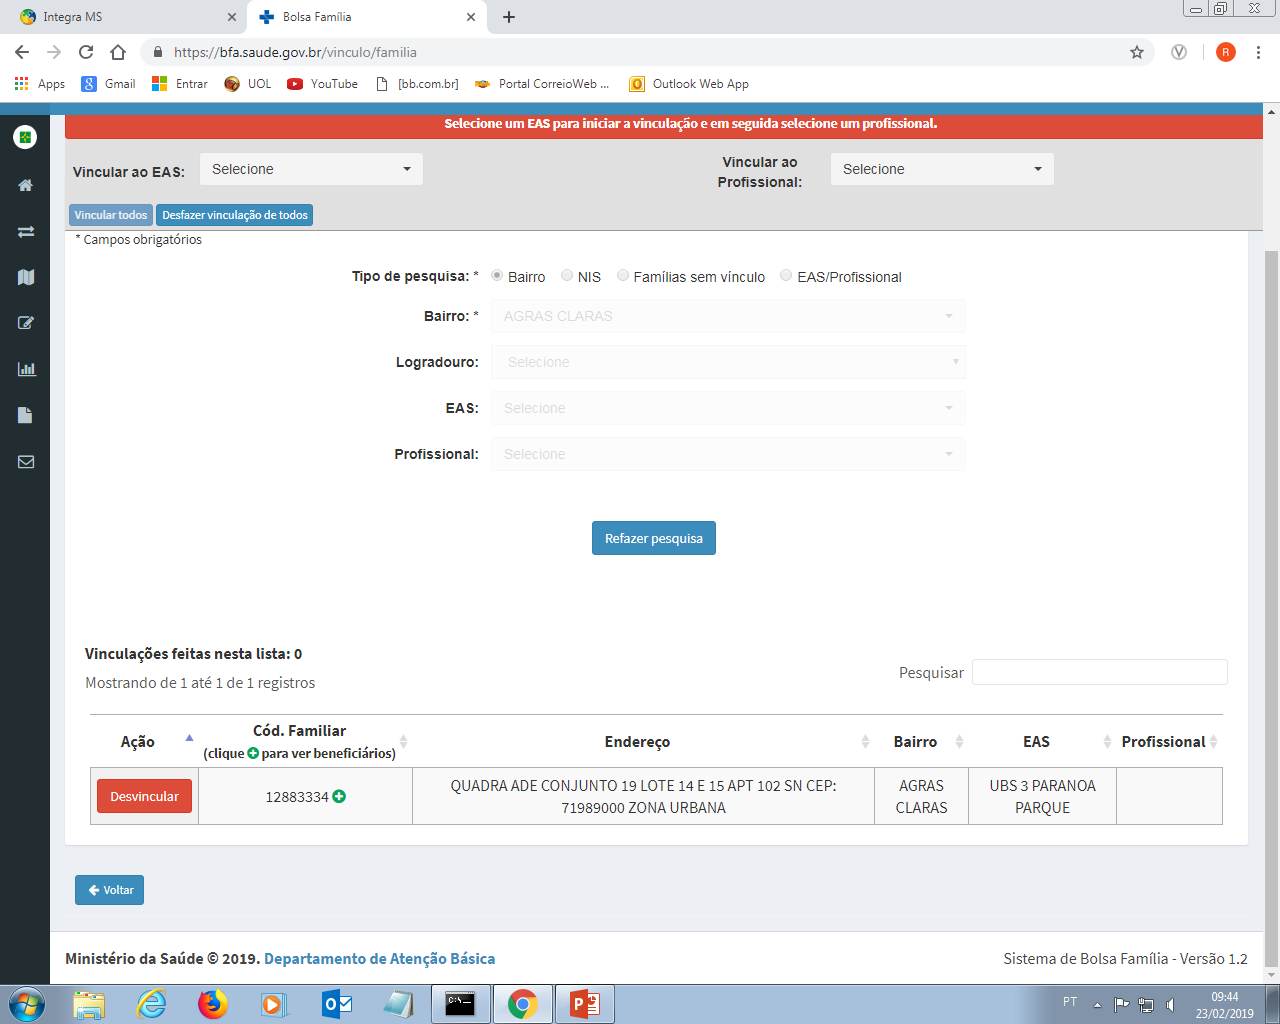 Integra MS
Bolsa Família
https://bfa.saude.gov.br/vinculo/familia
R
Apps
Gmail
Entrar
UOL
YouTube
[bb.com.br]
Portal CorreioWeb ...
Outlook Web App
Selecione um EAS para iniciar a vinculação e em seguida selecione um profissional.
Vincular ao EAS: Selecione
Vincular ao
Profissional: Selecione
Vincular todos Desfazer vinculação de todos
* Campos obrigatórios
Tipo de pesquisa: * Bairro NIS Famílias sem vínculo EAS/Profissional
Bairro: * AGRAS CLARAS
Logradouro: Selecione
EAS: Selecione
Profissional: Selecione
Refazer pesquisa
Vinculações feitas nesta lista: 0
Mostrando de 1 até 1 de 1 registros
Pesquisar
Ação
Cód. Familiar
(clique para ver beneficiários)
Endereço
Bairro
EAS
Profissional
Desvincular
12883334
QUADRA ADE CONJUNTO 19 LOTE 14 E 15 APT 102 SN CEP:
71989000 ZONA URBANA
AGRAS
CLARAS
UBS 3 PARANOA
PARQUE
Voltar
Ministério da Saúde © 2019. Departamento de Atenção Básica
Sistema de Bolsa Família - Versão 1.2
PT
09:44
23/02/2019